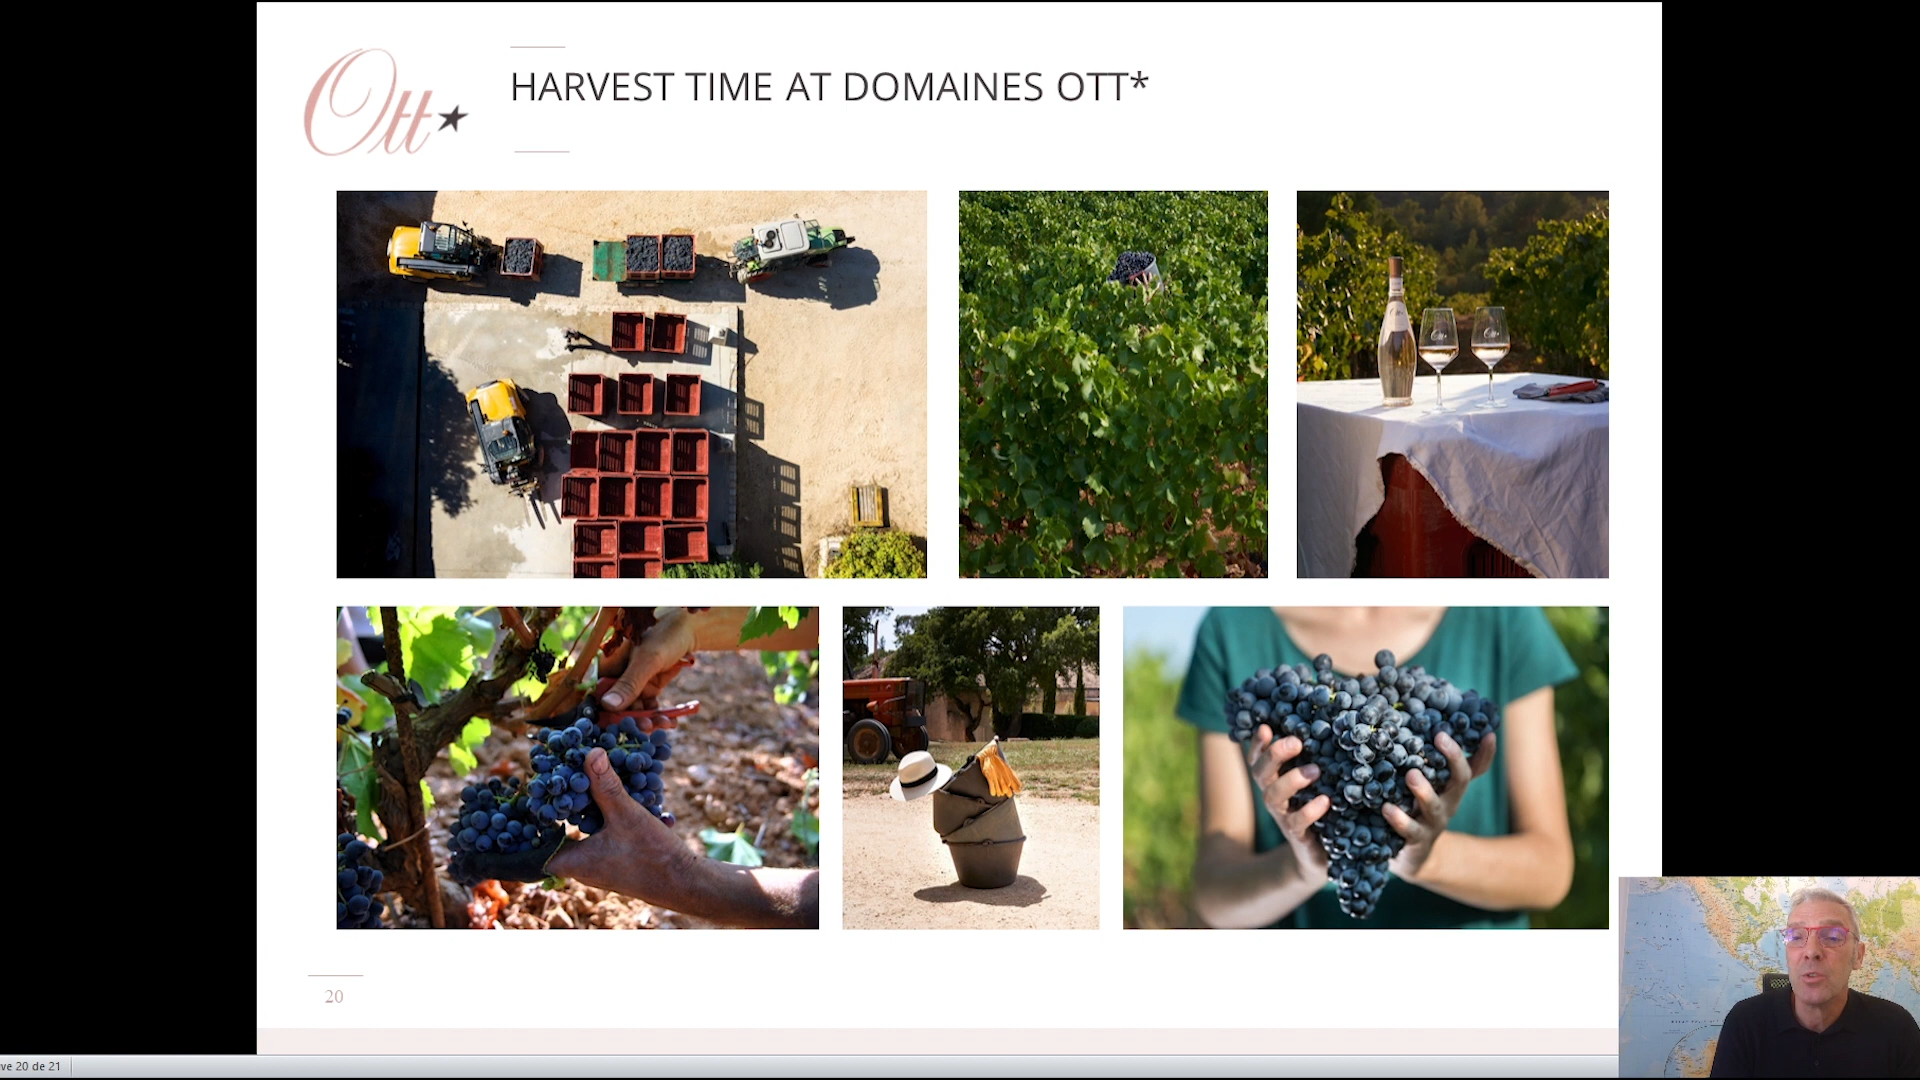 Ott★
HARVEST TIME AT DOMAINES OTT*
20
ve 20 de 21